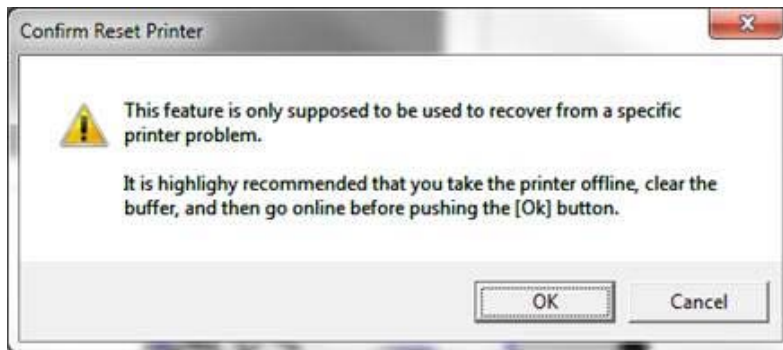 Confirm Reset Printer
This feature is only supposed to be used to recover from a specific
printer problem.
It is highlighy recommended that you take the printer offline, clear the
buffer, and then go online before pushing the [Ok] button.
OK
Cancel